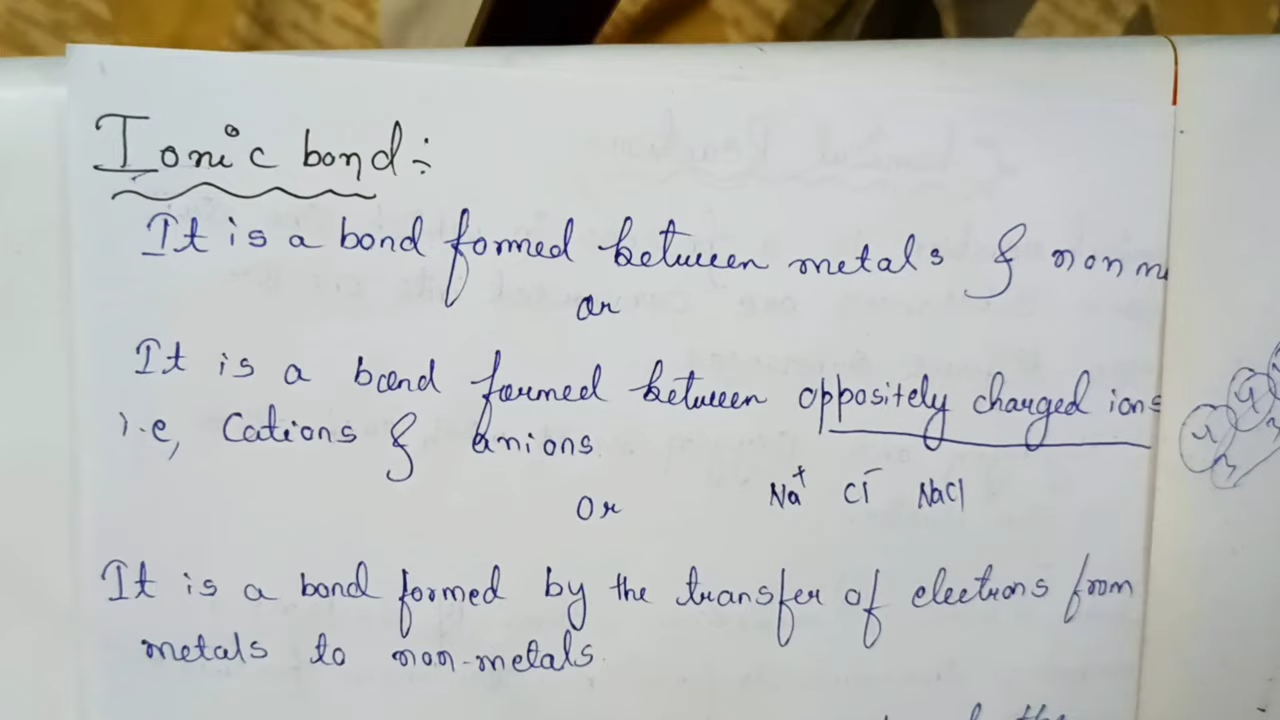 Ionic bond:
It is a bond formed between metals & non m
or
It is a bond formed between oppositely charged ions
i.e, Cations & anions.
Or
Na⁺ Cl⁻ NaCl
It is a bond formed by the transfer of electrons from
metals to non-metals.